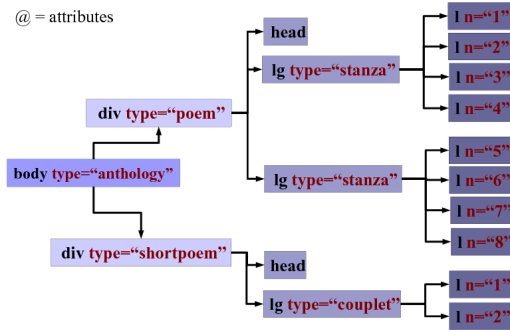 @ = attributes
head
lg type=“stanza”
l n=“1”
l n=“2”
l n=“3”
l n=“4”
div type=“poem”
body type=“anthology”
lg type=“stanza”
l n=“5”
l n=“6”
l n=“7”
l n=“8”
div type=“shortpoem”
head
lg type=“couplet”
l n=“1”
l n=“2”